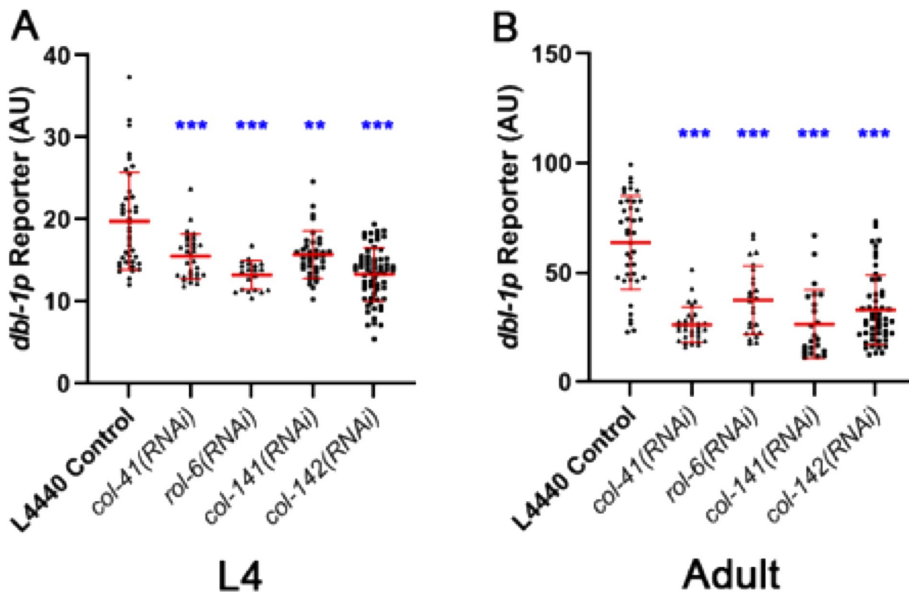 A
dbl-1p Reporter (AU)
40
30
20
10
0
*** *** ** ***
L4440 Control
col-41(RNAi)
rol-6(RNAi)
col-141(RNAi)
col-142(RNAi)
L4
B
dbl-1p Reporter (AU)
150
100
50
0
*** *** *** ***
L4440 Control
col-41(RNAi)
rol-6(RNAi)
col-141(RNAi)
col-142(RNAi)
Adult